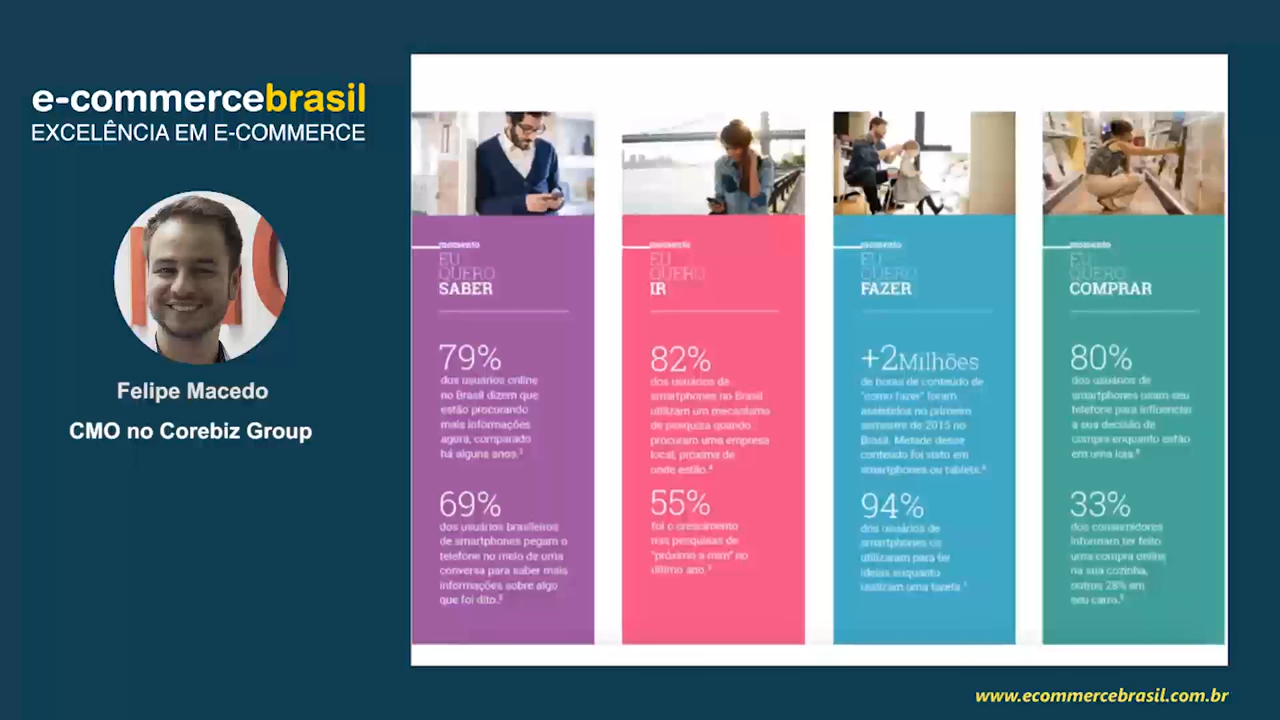 e-commercebrasil
EXCELÊNCIA EM E-COMMERCE
Felipe Macedo
CMO no Corebiz Group
momento
EU
QUERO
SABER
79%
dos usuários online
no Brasil dizem que
estão procurando
mais informações
agora, comparado
há alguns anos.
69%
dos usuários brasileiros
de smartphones pegam o
telefone no meio de uma
conversa para saber mais
informações sobre algo
que foi dito.
momento
EU
QUERO
IR
82%
dos usuários de
smartphones no Brasil
utilizam um mecanismo
de pesquisa quando
procuram uma empresa
local, próxima de
onde estão.⁴
55%
foi o crescimento
nas pesquisas de
"próximo a mim" no
último ano.
momento
EU
QUERO
FAZER
+2Milhões
de horas de conteúdo de
"como fazer" foram
assistidos no primeiro
semestre de 2015 no
Brasil. Metade desse
conteúdo foi visto em
smartphones ou tablets.
94%
dos usuários de
smartphones os
utilizaram para ter
ideias enquanto
realizam uma tarefa.
momento
EU
QUERO
COMPRAR
80%
dos usuários de
smartphones usam seu
telefone para influenciar
a sua decisão de
compra enquanto estão
em uma loja.
33%
dos consumidores
informam ter feito
uma compra online
na sua cozinha,
outros 28% em
seu carro.
www.ecommercebrasil.com.br